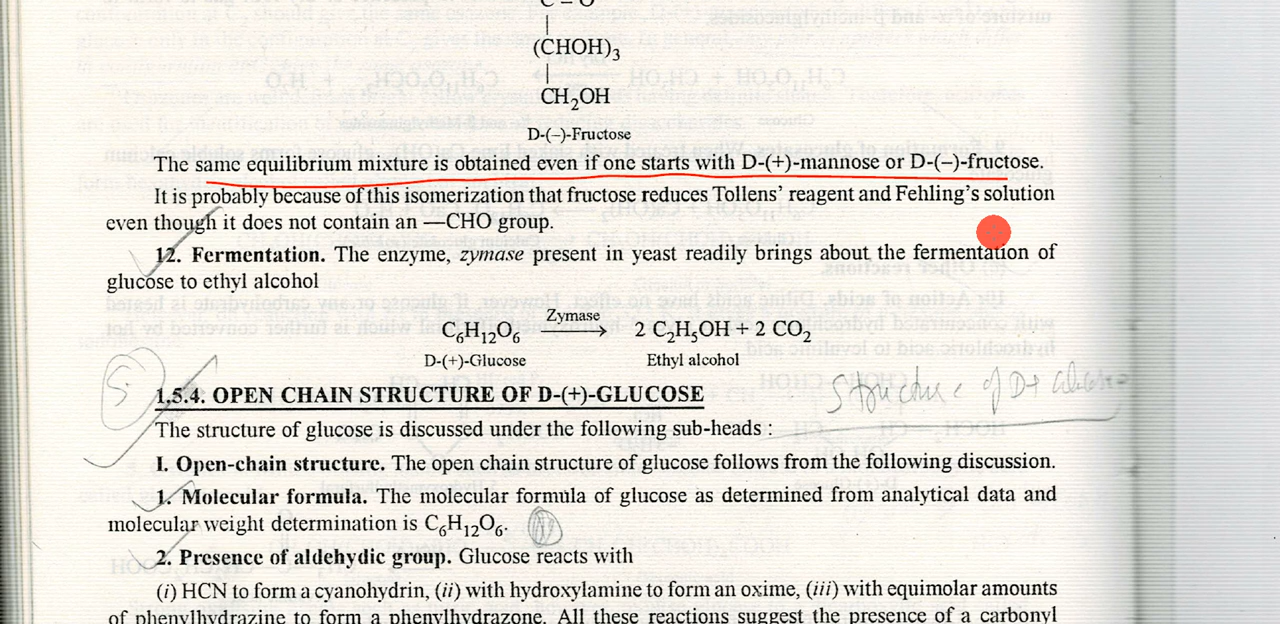 C=O
|
(CHOH)₃
|
CH₂OH
D-(–)-Fructose
The same equilibrium mixture is obtained even if one starts with D-(+)-mannose or D-(–)-fructose.
It is probably because of this isomerization that fructose reduces Tollens’ reagent and Fehling’s solution
even though it does not contain an —CHO group.
12. Fermentation. The enzyme, zymase present in yeast readily brings about the fermentation of
glucose to ethyl alcohol
Zymase
C₆H₁₂O₆ ⟶ 2 C₂H₅OH + 2 CO₂
D-(+)-Glucose Ethyl alcohol
5
1.5.4. OPEN CHAIN STRUCTURE OF D-(+)-GLUCOSE
Structure of D+ Glucose
The structure of glucose is discussed under the following sub-heads :
I. Open-chain structure. The open chain structure of glucose follows from the following discussion.
1. Molecular formula. The molecular formula of glucose as determined from analytical data and
molecular weight determination is C₆H₁₂O₆.
2. Presence of aldehydic group. Glucose reacts with
(i) HCN to form a cyanohydrin, (ii) with hydroxylamine to form an oxime, (iii) with equimolar amounts
of phenylhydrazine to form a phenylhydrazone. All these reactions suggest the presence of a carbonyl